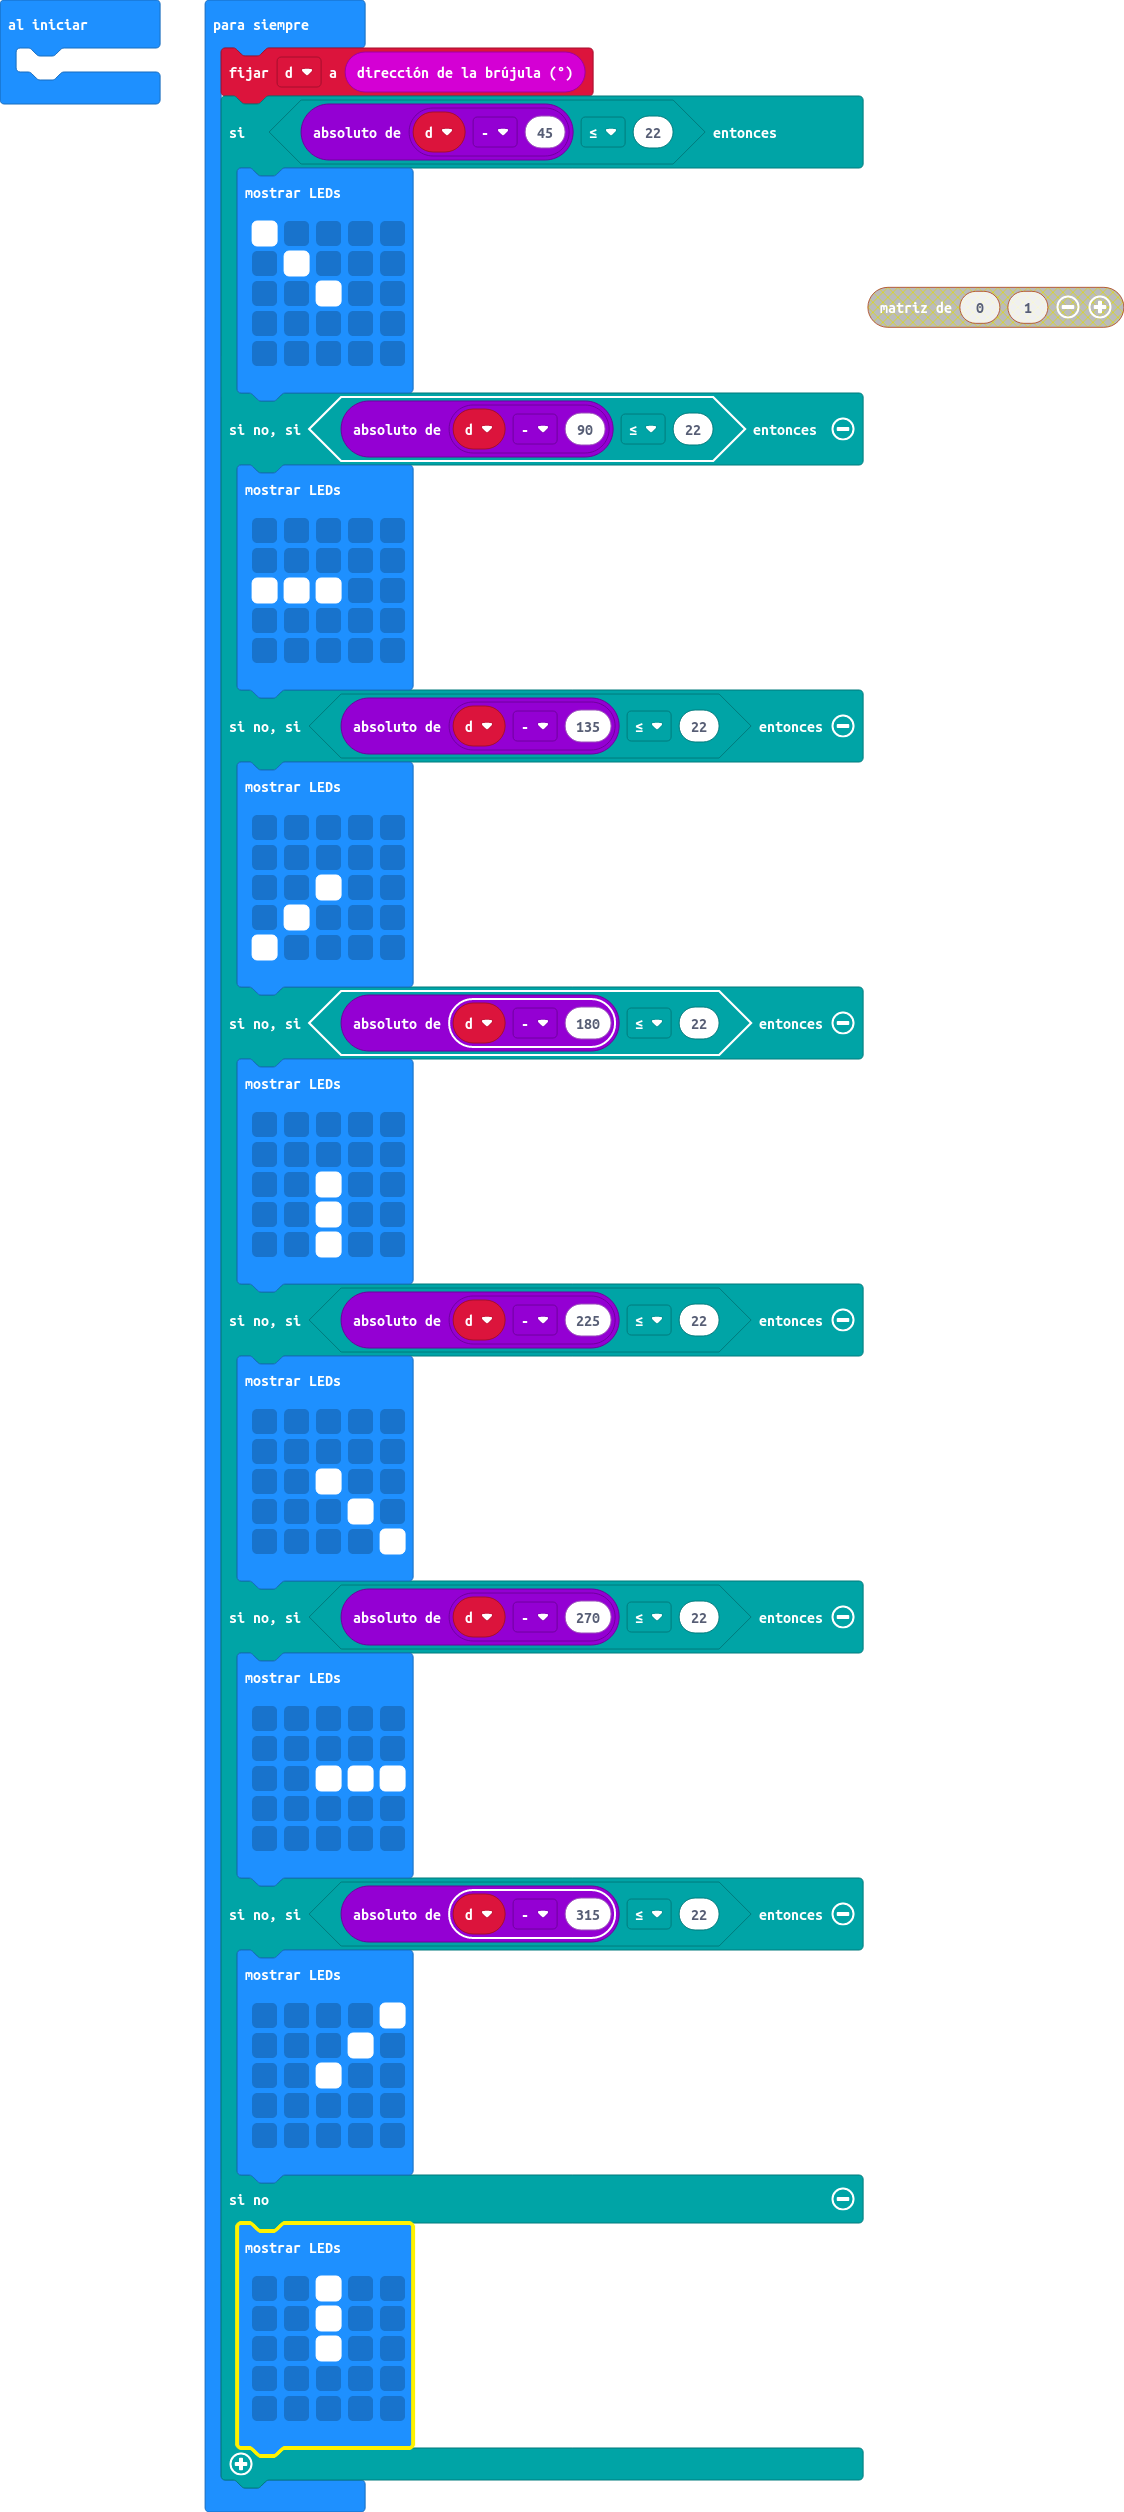 al iniciar
para siempre
fijar d a dirección de la brújula (°)
si absoluto de d - 45 ≤ 22 entonces
mostrar LEDs
matriz de 0 1
si no, si absoluto de d - 90 ≤ 22 entonces
mostrar LEDs
si no, si absoluto de d - 135 ≤ 22 entonces
mostrar LEDs
si no, si absoluto de d - 180 ≤ 22 entonces
mostrar LEDs
si no, si absoluto de d - 225 ≤ 22 entonces
mostrar LEDs
si no, si absoluto de d - 270 ≤ 22 entonces
mostrar LEDs
si no, si absoluto de d - 315 ≤ 22 entonces
mostrar LEDs
si no
mostrar LEDs